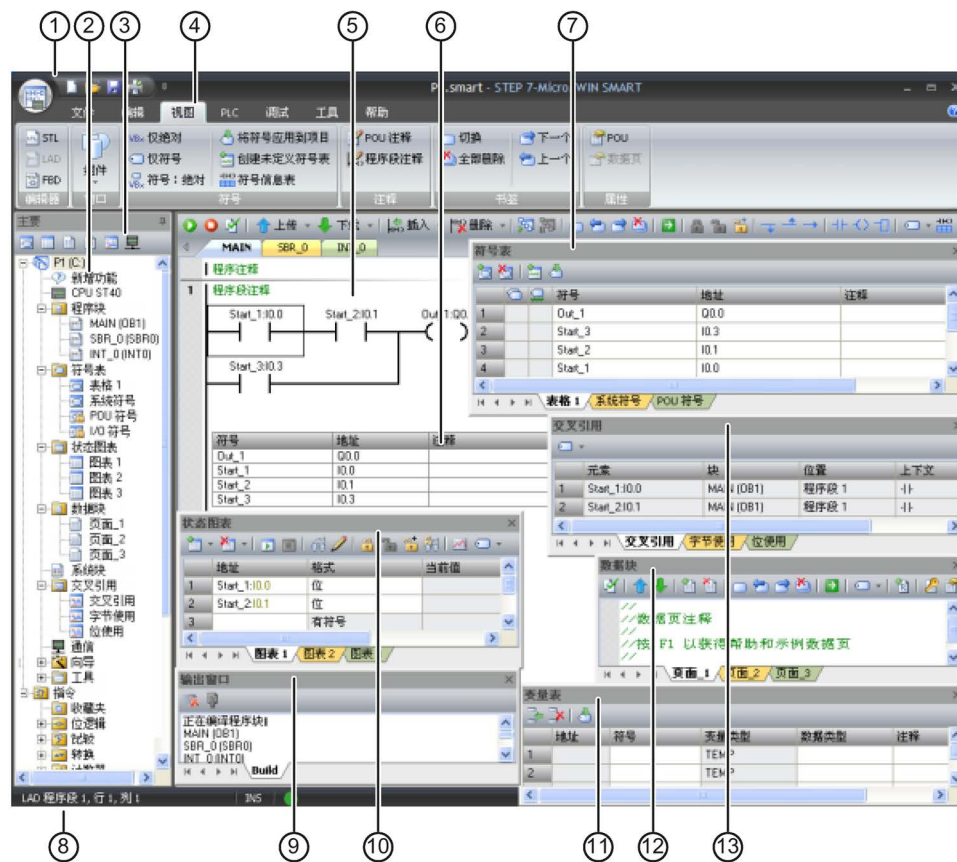 ① ② ③ ④ ⑤ ⑥ ⑦
.smart - STEP 7-Micro WIN SMART
视图 PLC 调试 工具 帮助
STL
LAD
FBD
编辑器
组件
窗口
仅绝对
仅符号
符号：绝对
将符号应用到项目
创建未定义符号表
符号信息表
符号
POU 注释
程序段注释
注释
切换
全部删除
下一个
上一个
书签
POU
数据页
属性
主要
P1 (C:)
新增功能
CPU ST40
程序块
MAIN (OB1)
SBR_0 (SBR0)
INT_0 (INT0)
符号表
表格 1
系统符号
POU 符号
I/O 符号
状态图表
图表 1
图表 2
图表 3
数据块
页面_1
页面_2
页面_3
系统块
交叉引用
交叉引用
字节使用
位使用
通信
向导
工具
指令
收藏夹
位逻辑
转换
上传 插入 删除
MAIN SBR_0
程序注释
1 程序段注释
Start_1:I0.0 Start_2:I0.1
Start_3:I0.3
符号 地址
Out_1 Q0.0
Start_1 I0.0
Start_2 I0.1
Start_3 I0.3
符号表
符号 地址 注释
1 Out_1 Q0.0
2 Start_3 I0.3
3 Start_2 I0.1
4 Start_1 I0.0
表格 1 系统符号 POU 符号
交叉引用
元素 块 位置 上下文
1 Start_1:I0.0 MAIN (OB1) 程序段 1
2 Start_2:I0.1 MAIN (OB1) 程序段 1
交叉引用 字节使用 位使用
状态图表
地址 格式 当前值
1 Start_1:I0.0 位
2 Start_2:I0.1 位
3 有符号
图表 1 图表 2 图表
数据块
//
//数据页注释
//
//按 F1 以获得帮助和示例数据页
//
页面_1 页面_2 页面_3
输出窗口
正在编译程序块
MAIN (OB1)
SBR_0 (SBR0)
INT_0 (INT0)
Build
变量表
地址 符号 变量类型 数据类型 注释
1 TEMP
2 TEMP
LAD 程序段 1, 行 1, 列 1 INS
⑧ ⑨ ⑩ ⑪ ⑫ ⑬